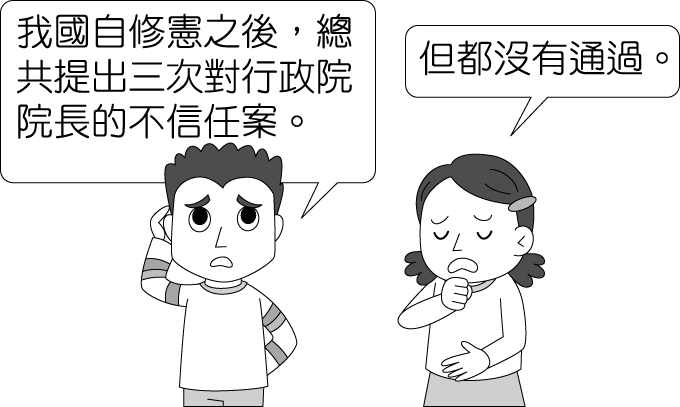 我國自修憲之後，總
共提出三次對行政院
院長的不信任案。
但都沒有通過。